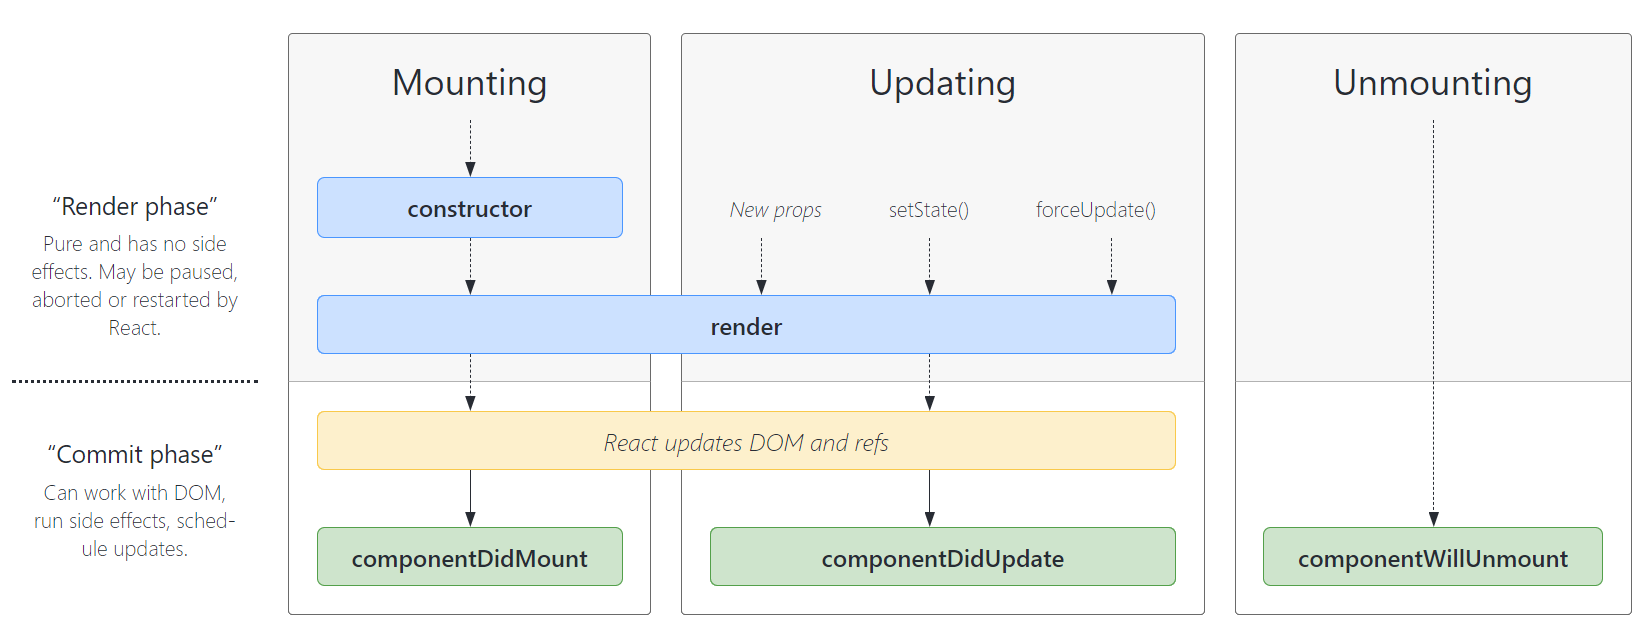 Mounting
Updating
Unmounting
“Render phase”
Pure and has no side
effects. May be paused,
aborted or restarted by
React.
constructor
New props
setState()
forceUpdate()
render
“Commit phase”
Can work with DOM,
run side effects, sched-
ule updates.
React updates DOM and refs
componentDidMount
componentDidUpdate
componentWillUnmount